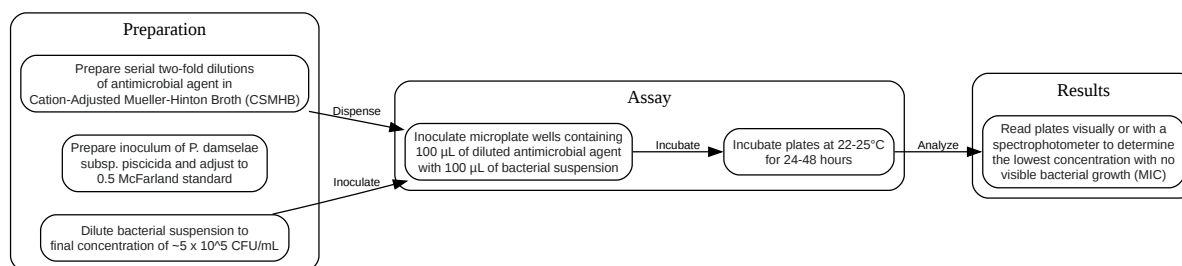 Preparation
Prepare serial two-fold dilutions
of antimicrobial agent in
Cation-Adjusted Mueller-Hinton Broth (CSMHB)
Prepare inoculum of P. damselae
subsp. piscicida and adjust to
0.5 McFarland standard
Dilute bacterial suspension to
final concentration of ~5 x 10^5 CFU/mL
Dispense
Inoculate
Assay
Inoculate microplate wells containing
100 µL of diluted antimicrobial agent
with 100 µL of bacterial suspension
Incubate
Incubate plates at 22-25°C
for 24-48 hours
Analyze
Results
Read plates visually or with a
spectrophotometer to determine
the lowest concentration with no
visible bacterial growth (MIC)